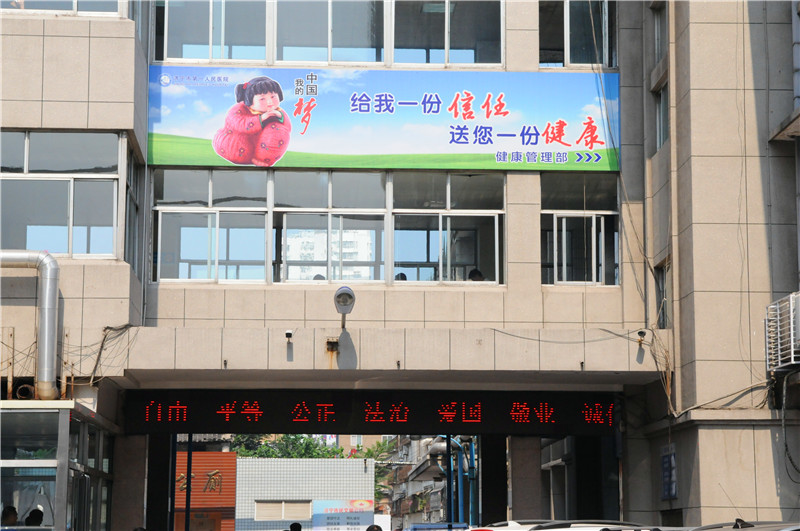 中国梦
我的
给我一份信任
送您一份健康
健康管理部 >>>
自由 平等 公正 法治 爱国 敬业 诚信
厕